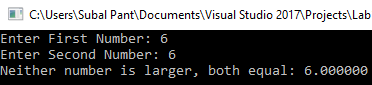 C:\Users\Subal Pant\Documents\Visual Studio 2017\Projects\Lab
Enter First Number: 6
Enter Second Number: 6
Neither number is larger, both equal: 6.000000